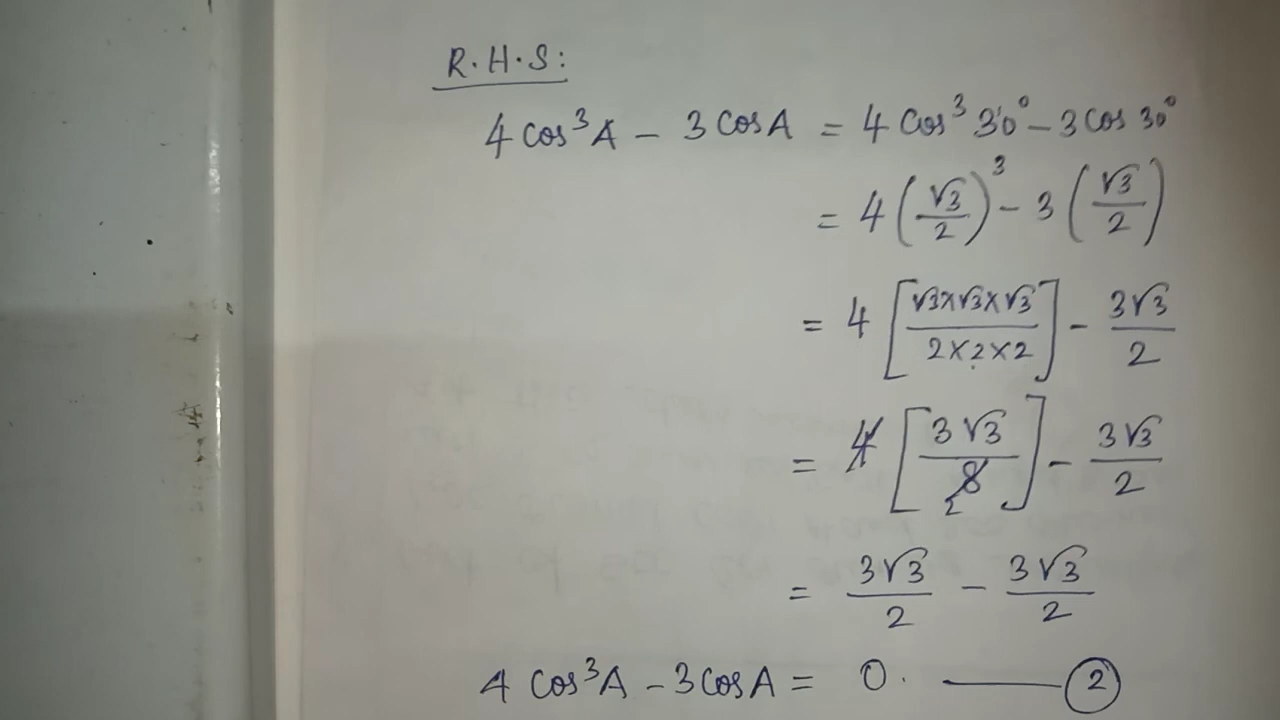 R.H.S:
4 cos³A - 3 cos A = 4 Cos³ 30° - 3 cos 30°
= 4 (√3/2)³ - 3 (√3/2)
= 4 [√3×√3×√3 / 2×2×2] - 3√3/2
= 4 [3√3 / 8 2] - 3√3/2
= 3√3/2 - 3√3/2
4 cos³A - 3 cos A = 0. —— 2